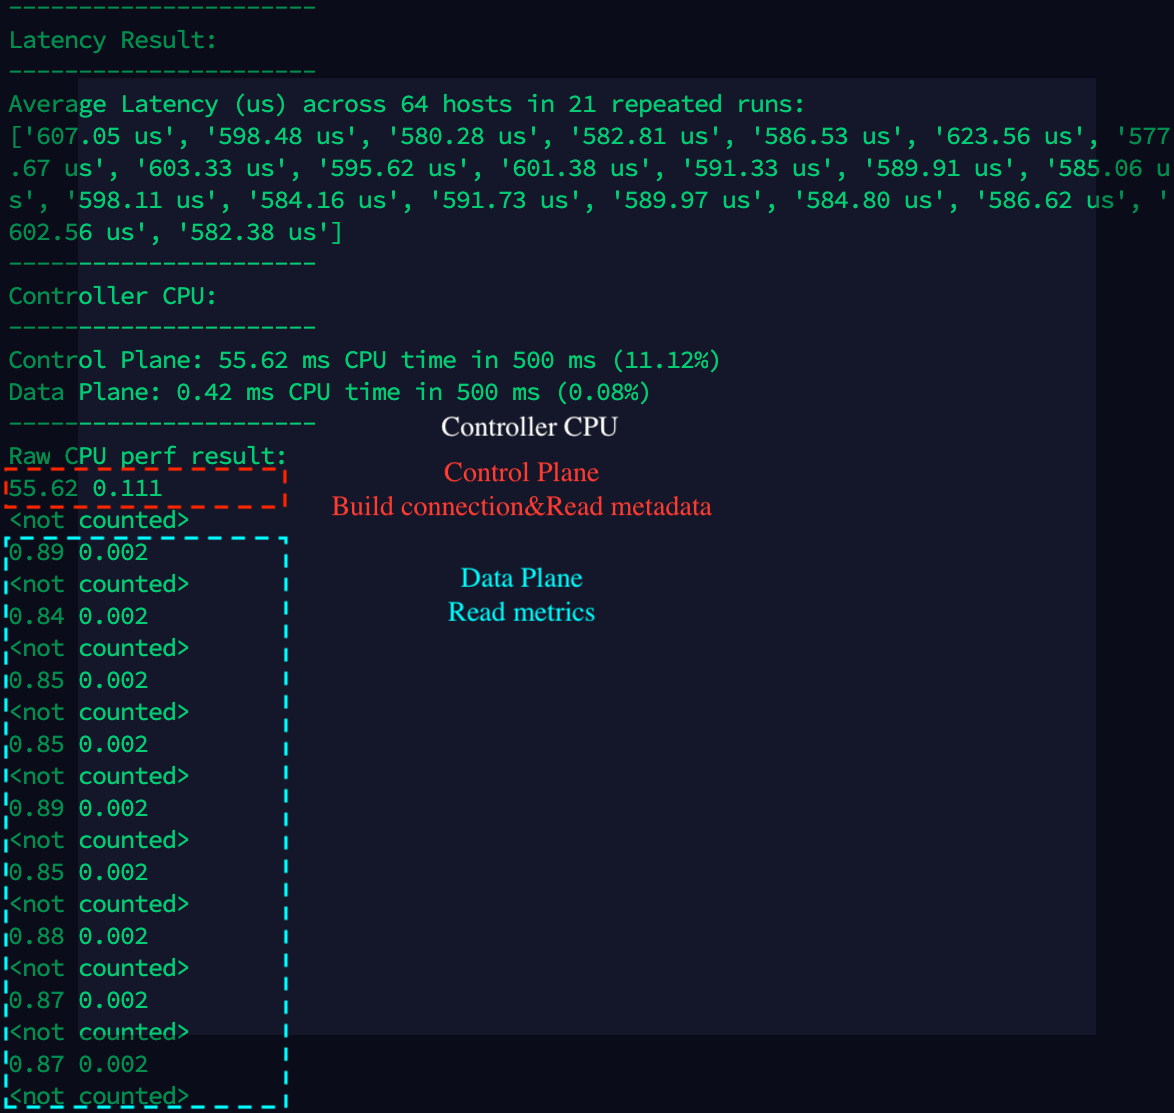 ----------------------
Latency Result:
----------------------
Average Latency (us) across 64 hosts in 21 repeated runs:
['607.05 us', '598.48 us', '580.28 us', '582.81 us', '586.53 us', '623.56 us', '577
.67 us', '603.33 us', '595.62 us', '601.38 us', '591.33 us', '589.91 us', '585.06 u
s', '598.11 us', '584.16 us', '591.73 us', '589.97 us', '584.80 us', '586.62 us', '
602.56 us', '582.38 us']
----------------------
Controller CPU:
----------------------
Control Plane: 55.62 ms CPU time in 500 ms (11.12%)
Data Plane: 0.42 ms CPU time in 500 ms (0.08%)
----------------------
Controller CPU
Raw CPU perf result:
Control Plane
55.62 0.111
Build connection&Read metadata
<not counted>
0.89 0.002
Data Plane
<not counted>
Read metrics
0.84 0.002
<not counted>
0.85 0.002
<not counted>
0.85 0.002
<not counted>
0.89 0.002
<not counted>
0.85 0.002
<not counted>
0.88 0.002
<not counted>
0.87 0.002
<not counted>
0.87 0.002
<not counted>